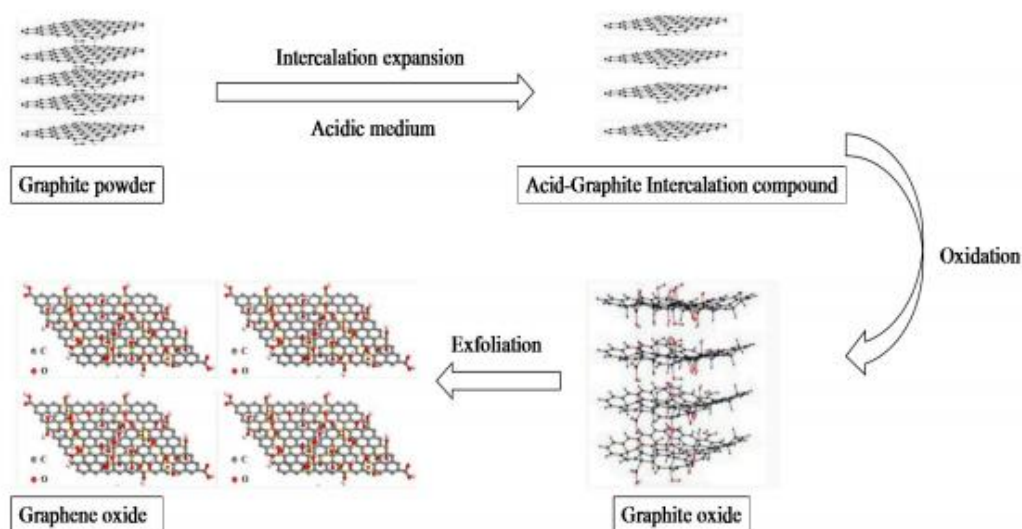 Intercalation expansion
Acidic medium
Graphite powder
Acid-Graphite Intercalation compound
Oxidation
Exfoliation
C
O
C
O
C
O
C
O
Graphene oxide
Graphite oxide